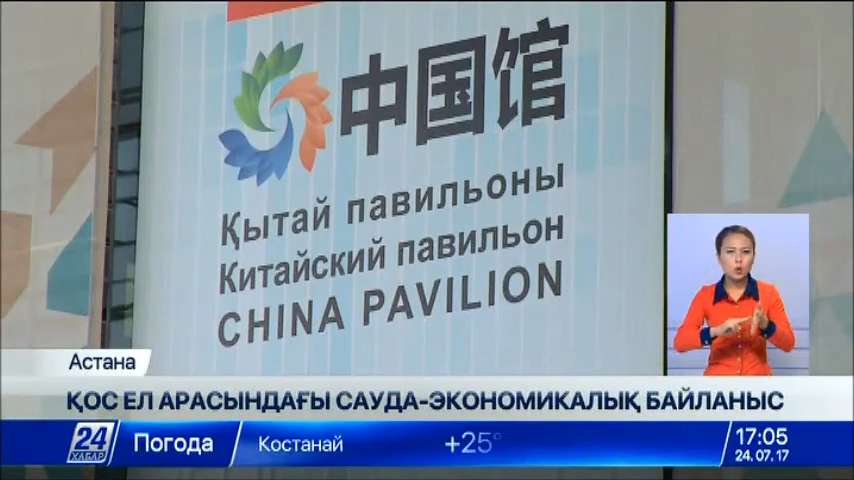 中国馆
Қытай павильоны
Китайский павильон
CHINA PAVILION
Астана
ҚОС ЕЛ АРАСЫНДАҒЫ САУДА-ЭКОНОМИКАЛЫҚ БАЙЛАНЫС
24 ХАБАР Погода Костанай +25° 17:05
24.07.17